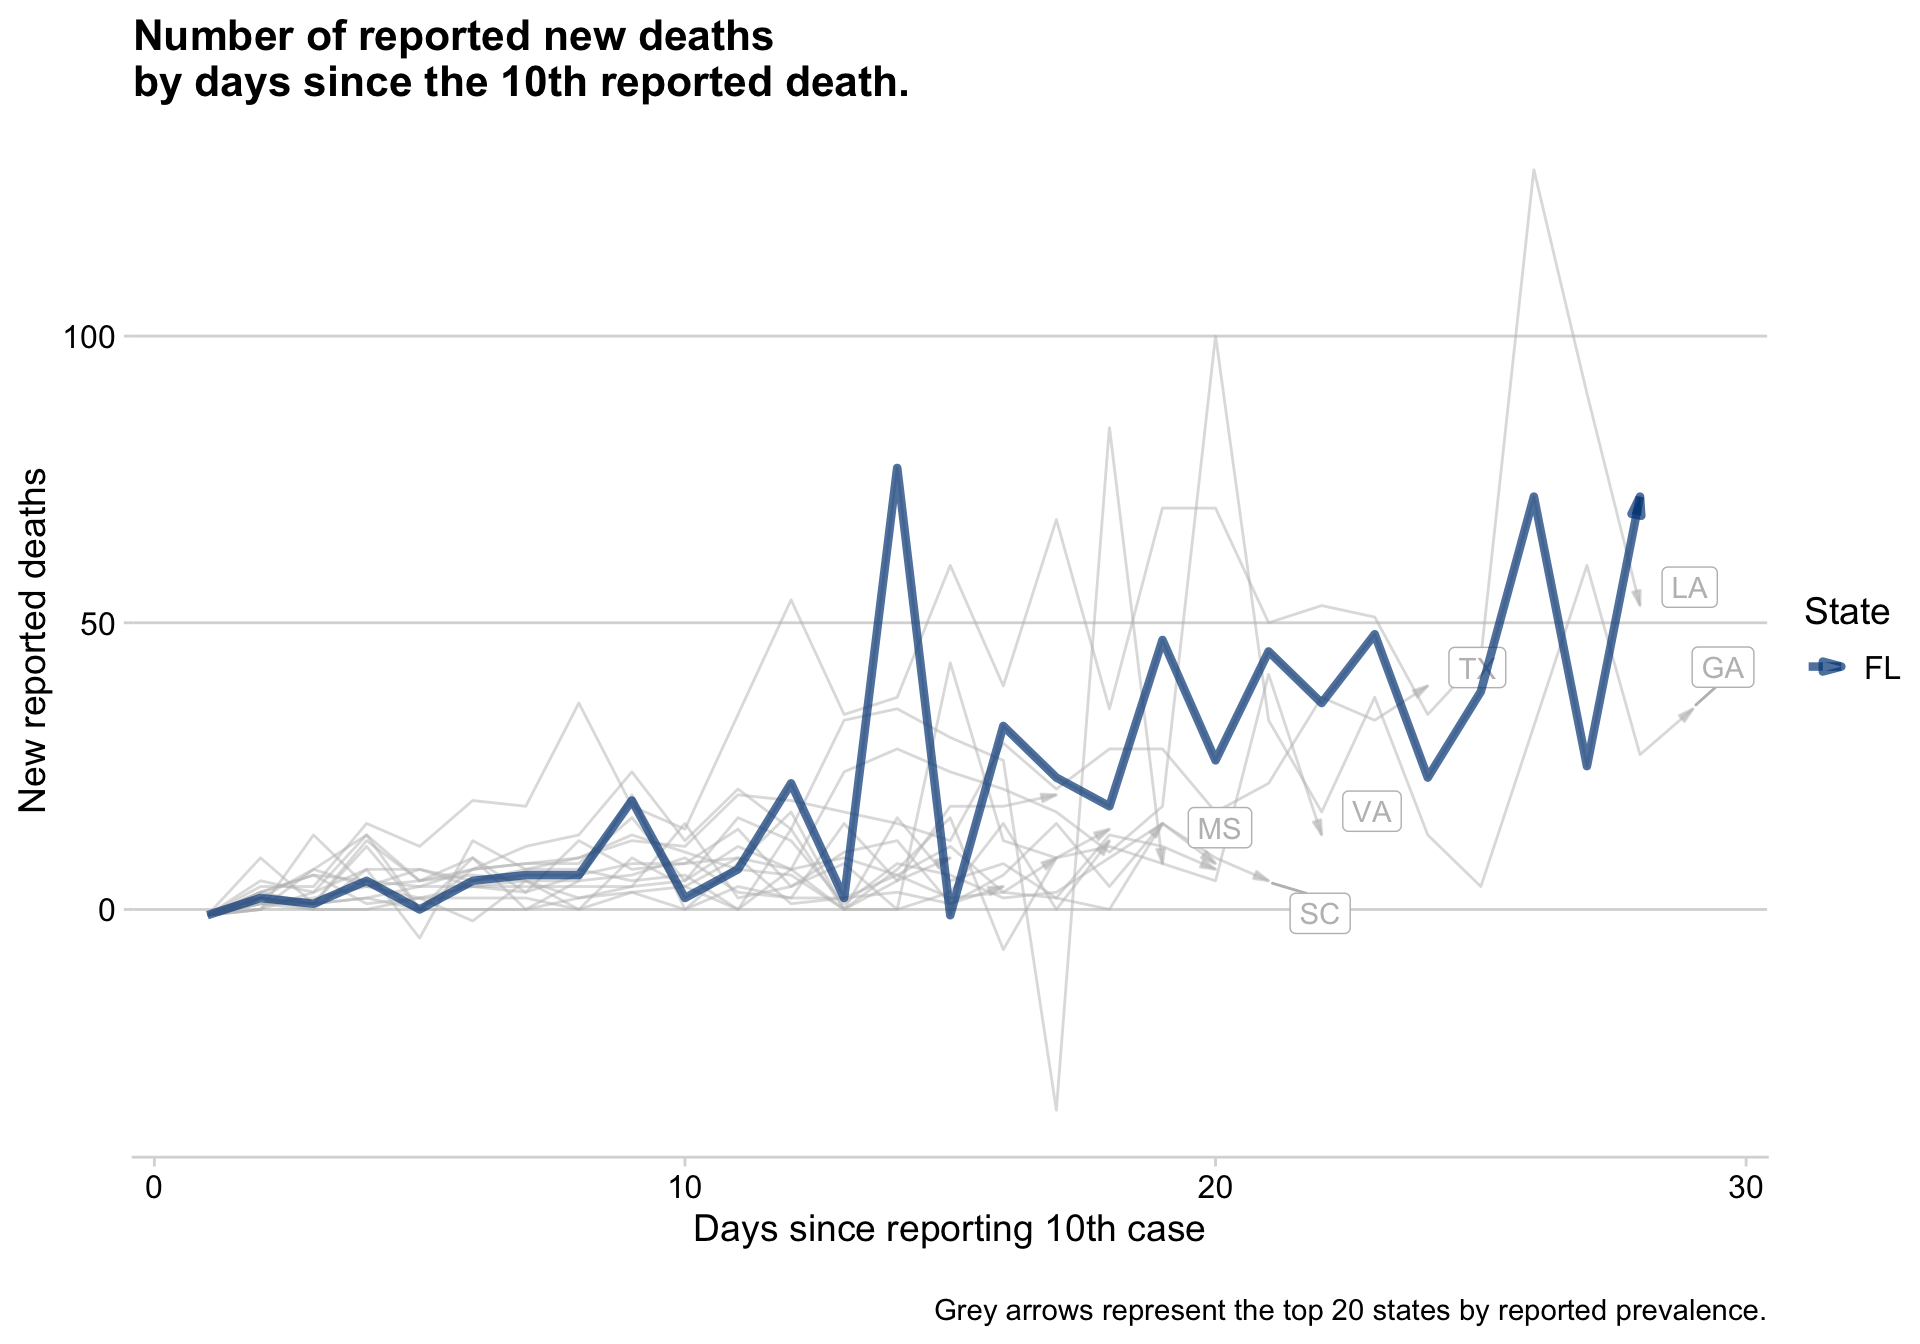 Number of reported new deaths
by days since the 10th reported death.
New reported deaths
100
50
0
LA
GA
TX
VA
MS
SC
State
FL
0 10 20 30
Days since reporting 10th case
Grey arrows represent the top 20 states by reported prevalence.